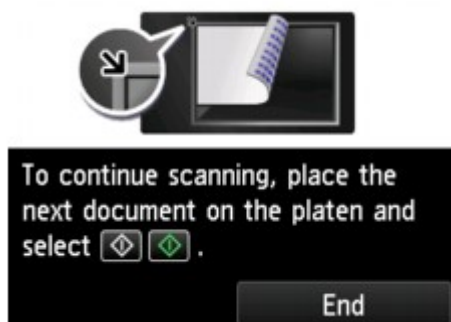 To continue scanning, place the
next document on the platen and
select .
End